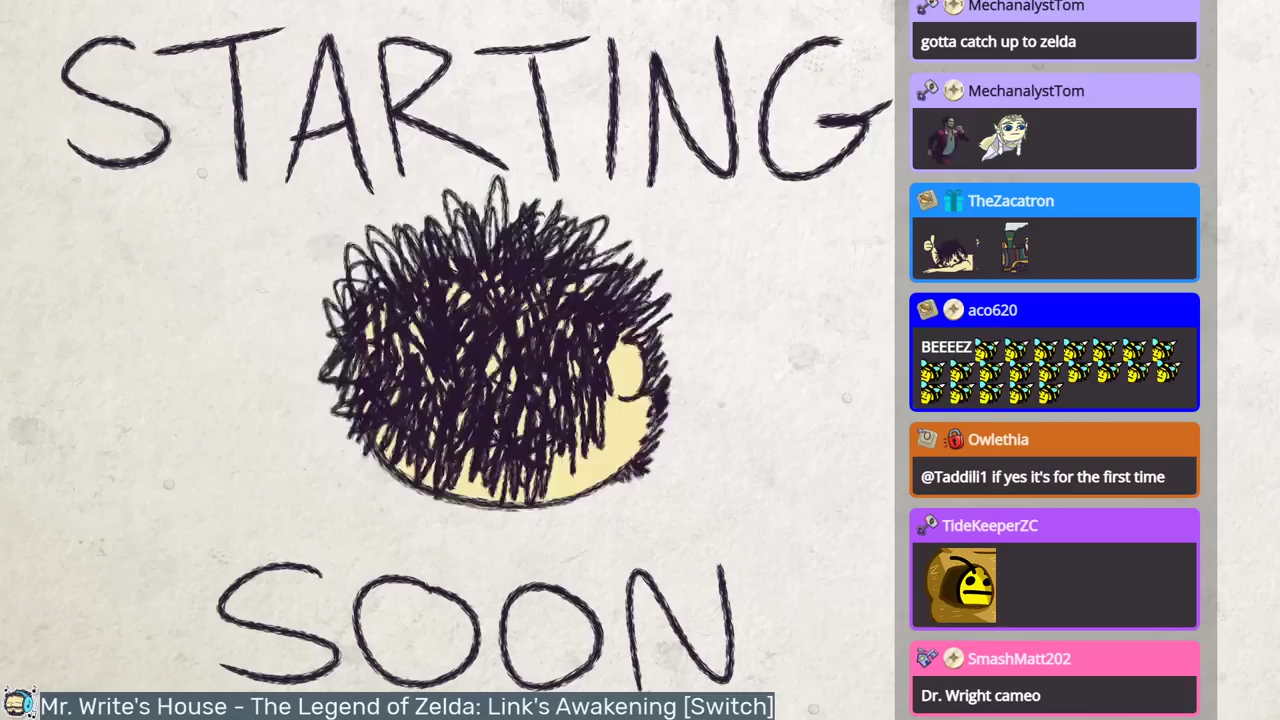 STARTING
SOON
MechanalystTom
gotta catch up to zelda
MechanalystTom
TheZacatron
aco620
BEEEEZ
Owlethia
@Taddili1 if yes it's for the first time
TideKeeperZC
SmashMatt202
Dr. Wright cameo
Mr. Write's House - The Legend of Zelda: Link's Awakening [Switch]